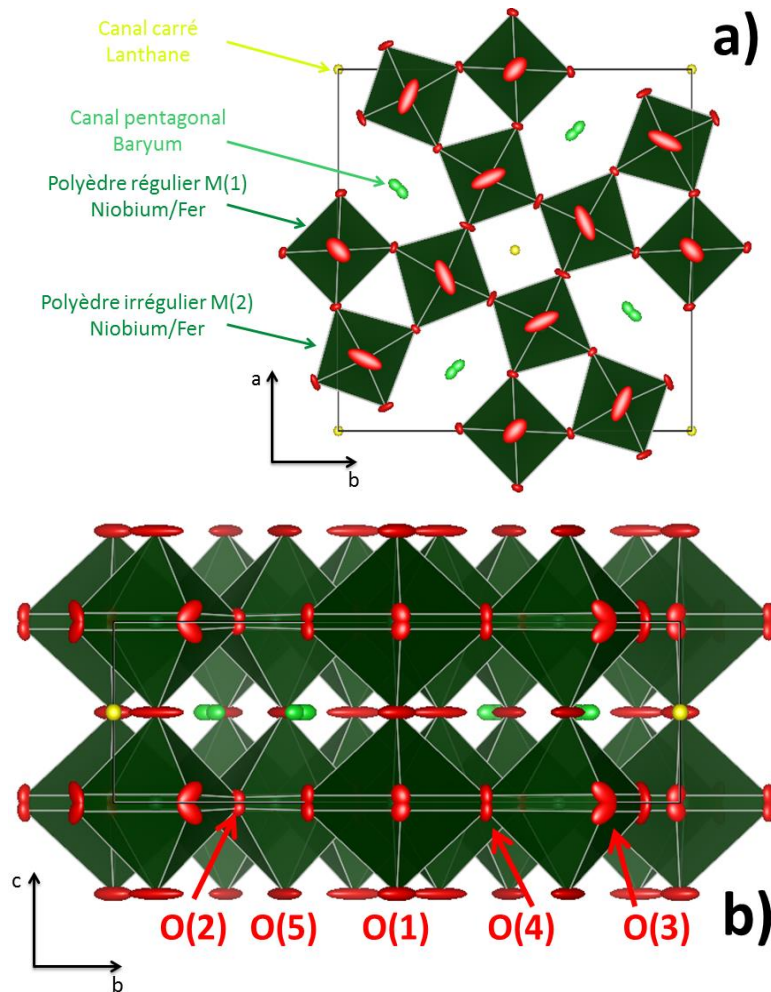 a)
Canal carré
Lanthane
Canal pentagonal
Baryum
Polyèdre régulier M(1)
Niobium/Fer
Polyèdre irrégulier M(2)
Niobium/Fer
a
b
c
b
O(2)
O(5)
O(1)
O(4)
O(3)
b)